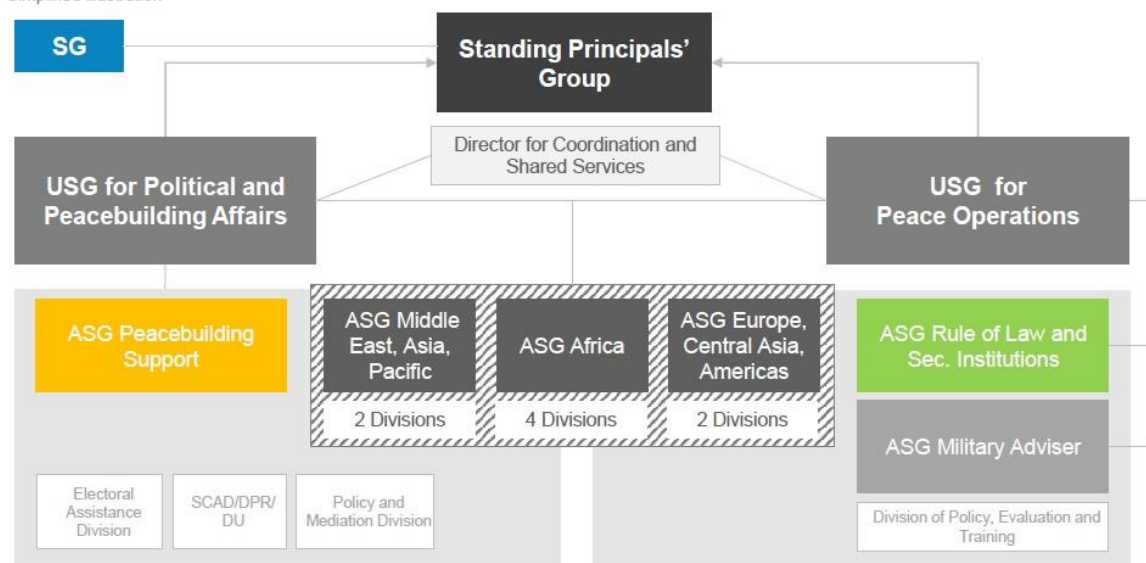 SG
Standing Principals'
Group
Director for Coordination and
Shared Services
USG for Political and
Peacebuilding Affairs
USG for
Peace Operations
ASG Peacebuilding
Support
ASG Middle
East, Asia,
Pacific
2 Divisions
ASG Africa
4 Divisions
ASG Europe,
Central Asia,
Americas
2 Divisions
ASG Rule of Law and
Sec. Institutions
ASG Military Adviser
Electoral
Assistance
Division
SCAD/DPR/
DU
Policy and
Mediation Division
Division of Policy, Evaluation and
Training